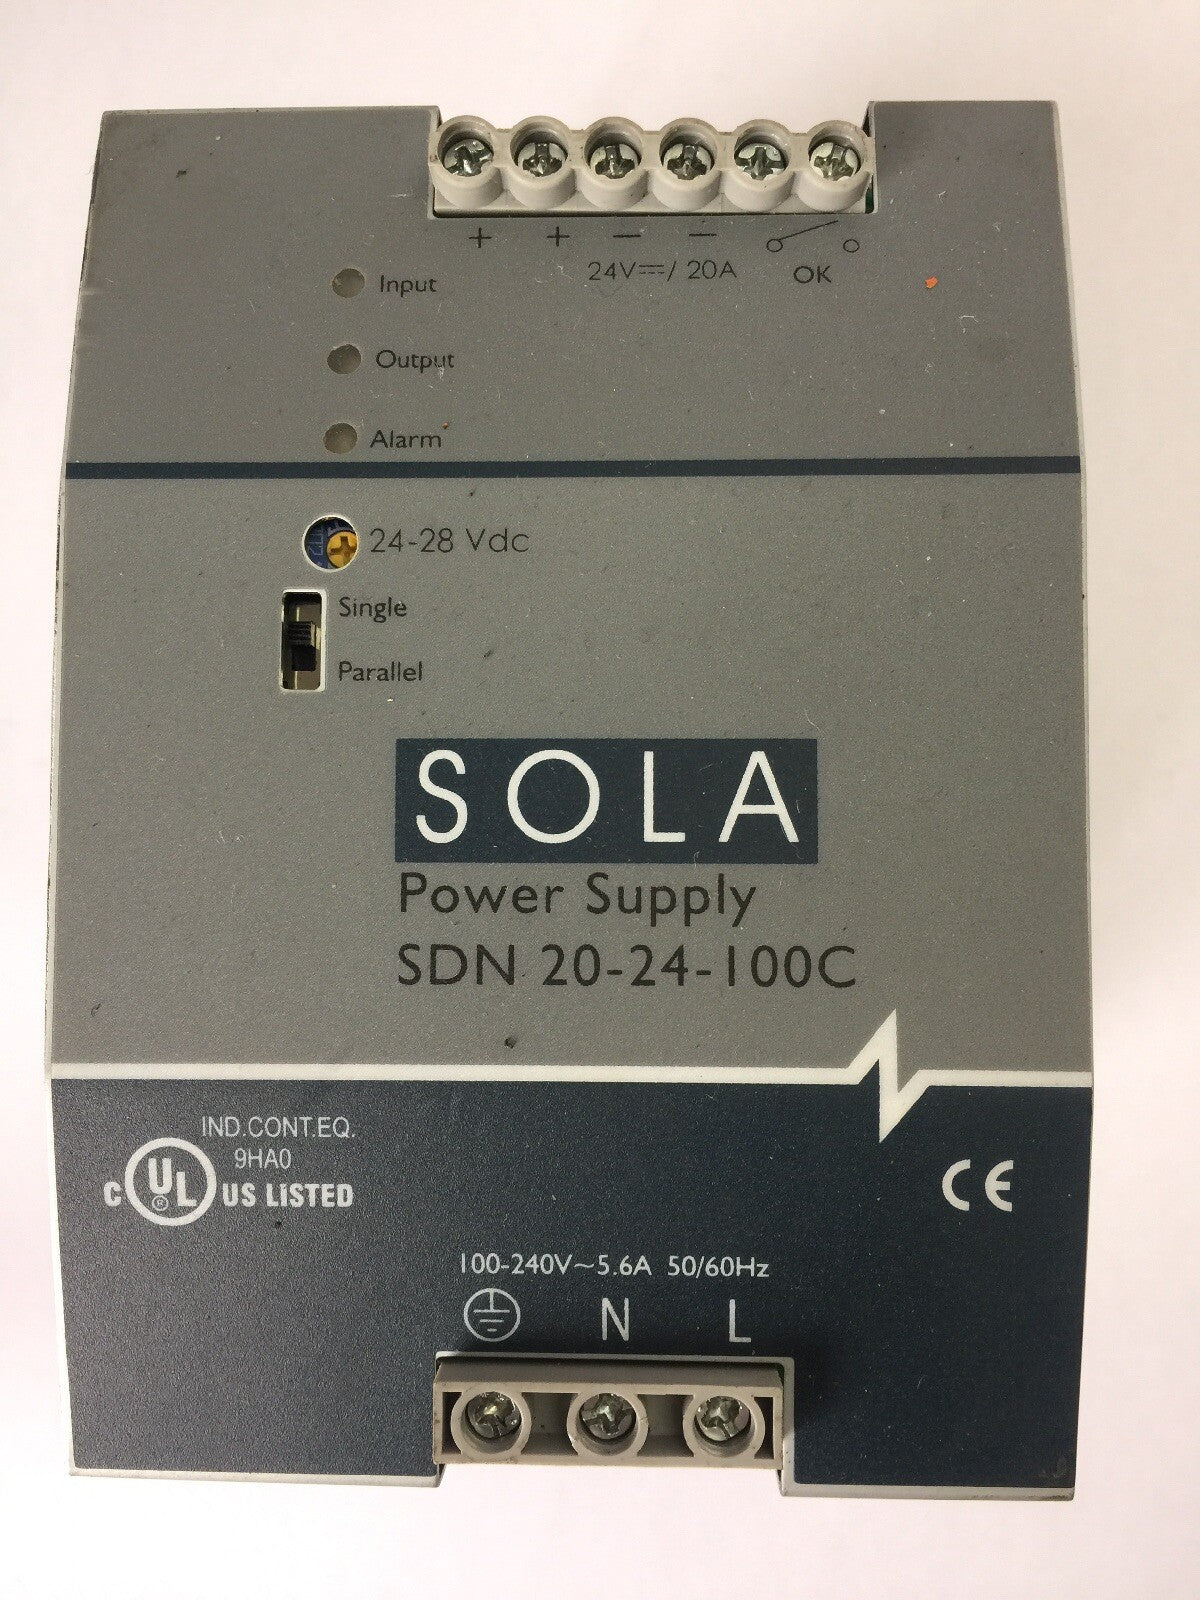 + + − −
24V⎓/ 20A
OK
Input
Output
Alarm
24-28 Vdc
Single
Parallel
SOLA
Power Supply
SDN 20-24-100C
IND.CONT.EQ.
9HA0
C UL® US LISTED
CE
100-240V~5.6A 50/60Hz
N L